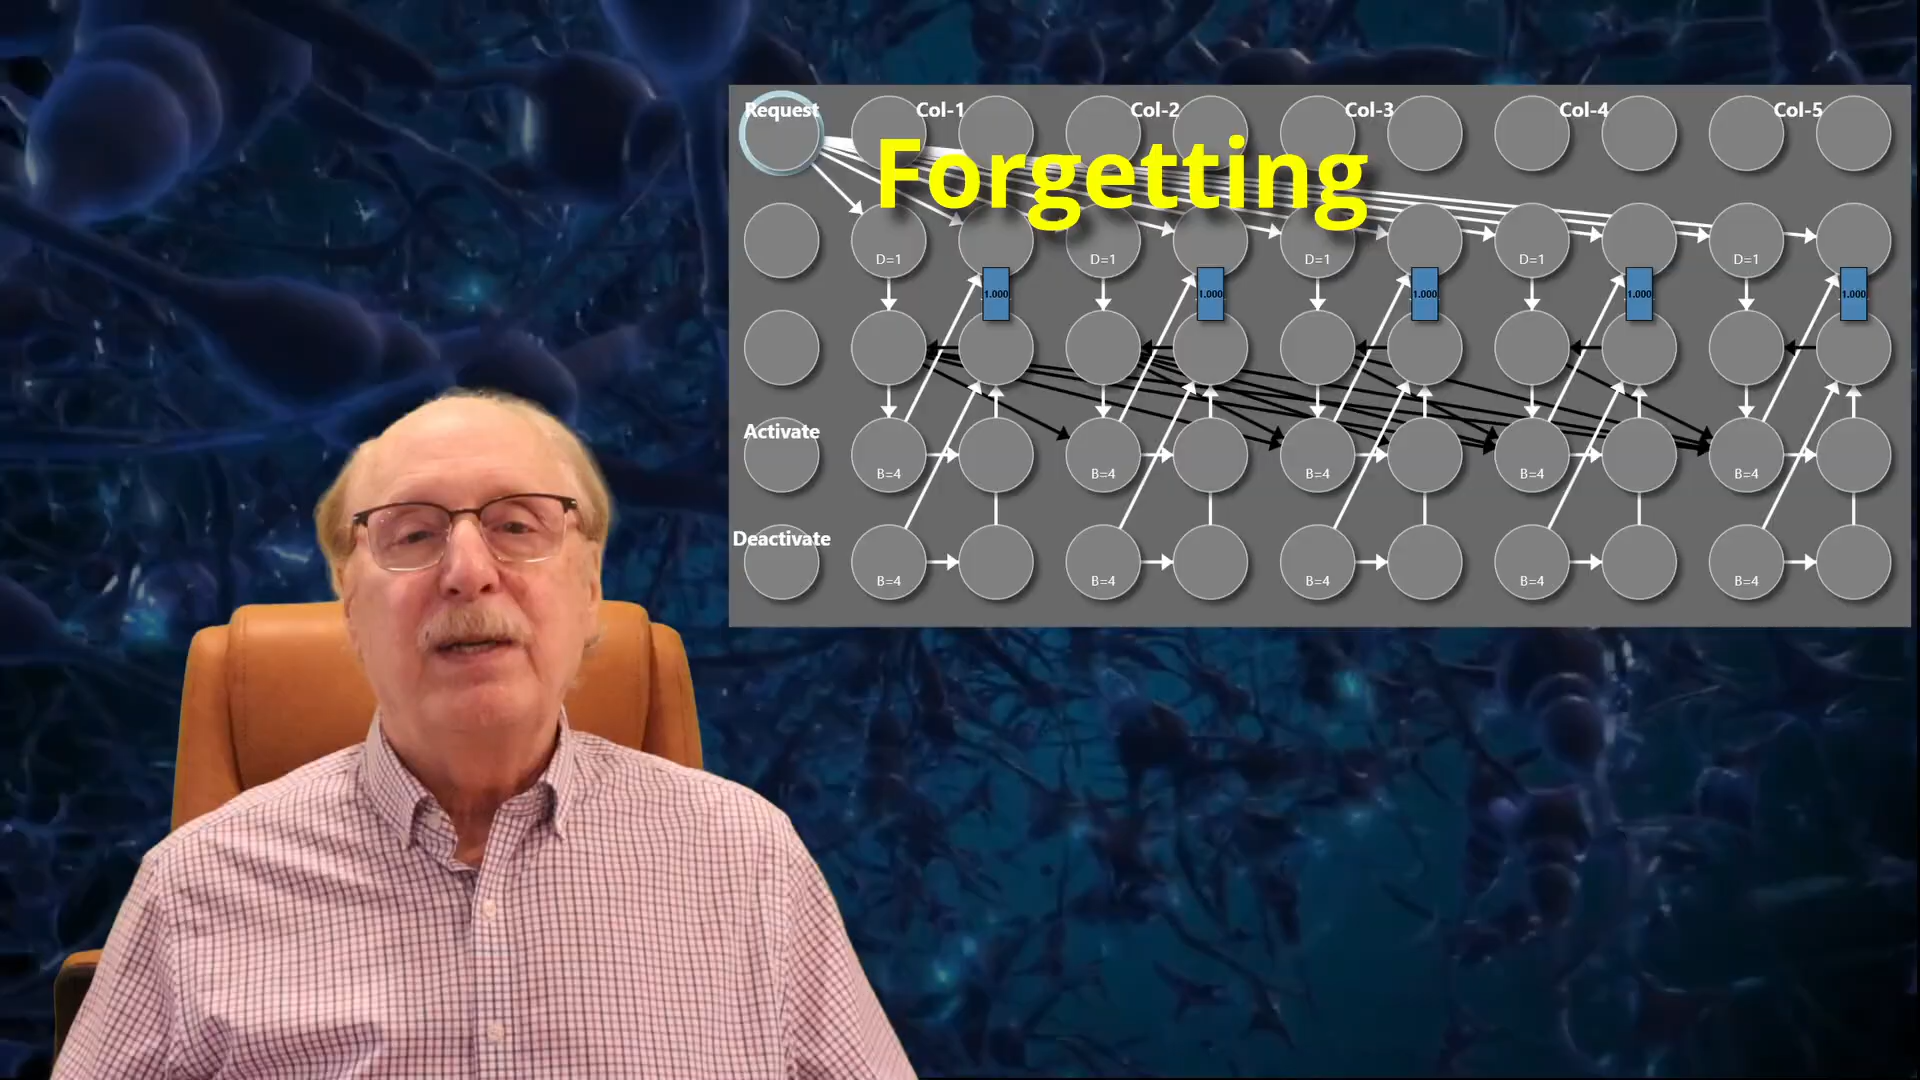 Request Col-1 Col-2 Col-3 Col-4 Col-5
Forgetting
D=1 D=1 D=1 D=1 D=1
1.000 1.000 1.000 1.000 1.000
Activate
B=4 B=4 B=4 B=4 B=4
Deactivate
B=4 B=4 B=4 B=4 B=4